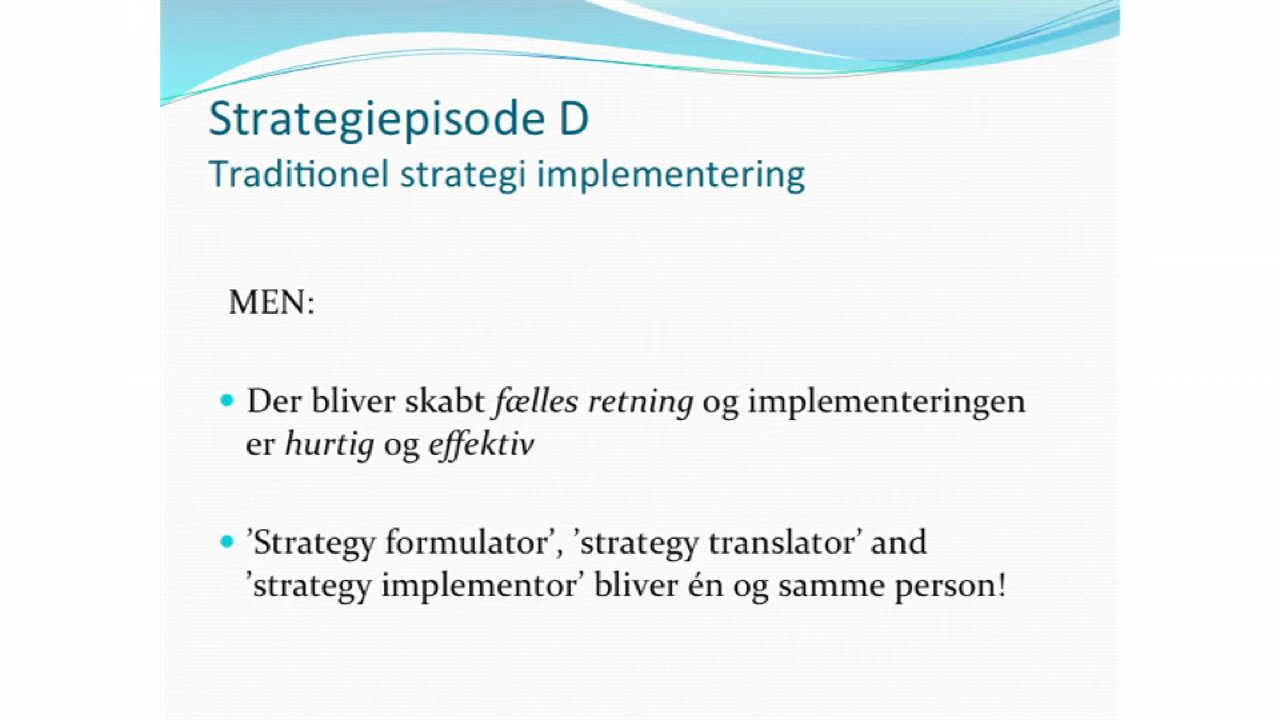 Strategiepisode D
Traditionel strategi implementering
MEN:
• Der bliver skabt fælles retning og implementeringen
er hurtig og effektiv
• ’Strategy formulator’, ’strategy translator’ and
’strategy implementor’ bliver én og samme person!